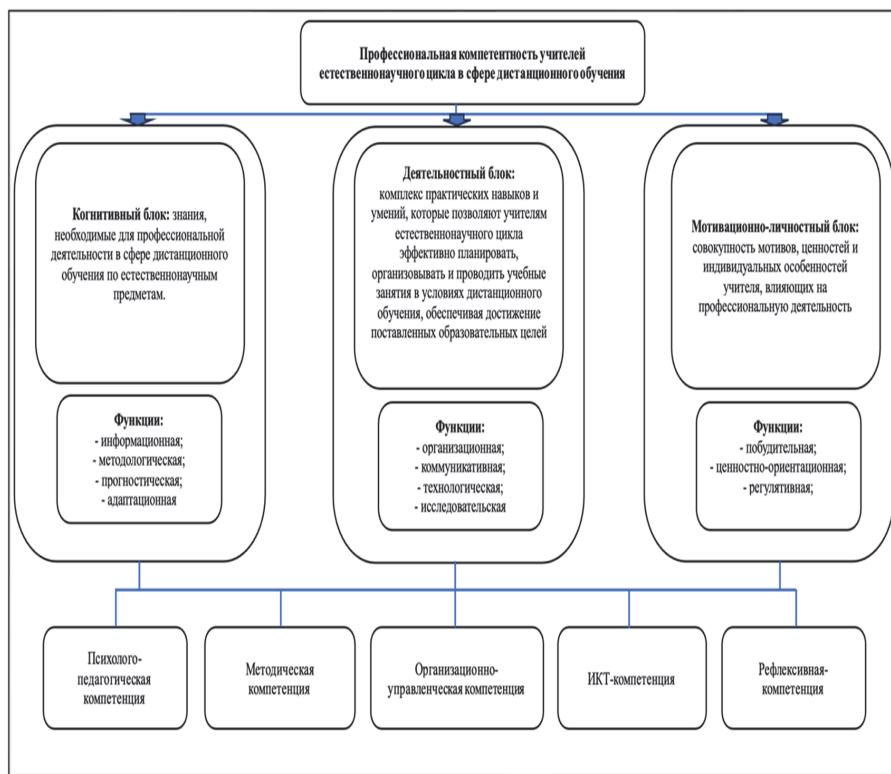 Профессиональная компетентность учителей
естественнонаучного цикла в сфере дистанционного обучения
Когнитивный блок: знания,
необходимые для профессиональной
деятельности в сфере дистанционного
обучения по естественнонаучным
предметам.
Функции:
- информационная;
- методологическая;
- прогностическая;
- адаптационная
Деятельностный блок:
комплекс практических навыков и
умений, которые позволяют учителям
естественнонаучного цикла
эффективно планировать,
организовывать и проводить учебные
занятия в условиях дистанционного
обучения, обеспечивая достижение
поставленных образовательных целей
Функции:
- организационная;
- коммуникативная;
- технологическая;
- исследовательская
Мотивационно-личностный блок:
совокупность мотивов, ценностей и
индивидуальных особенностей
учителя, влияющих на
профессиональную деятельность
Функции:
- побудительная;
- ценностно-ориентационная;
- регулятивная;
Психолого-
педагогическая
компетенция
Методическая
компетенция
Организационно-
управленческая компетенция
ИКТ-компетенция
Рефлексивная-
компетенция